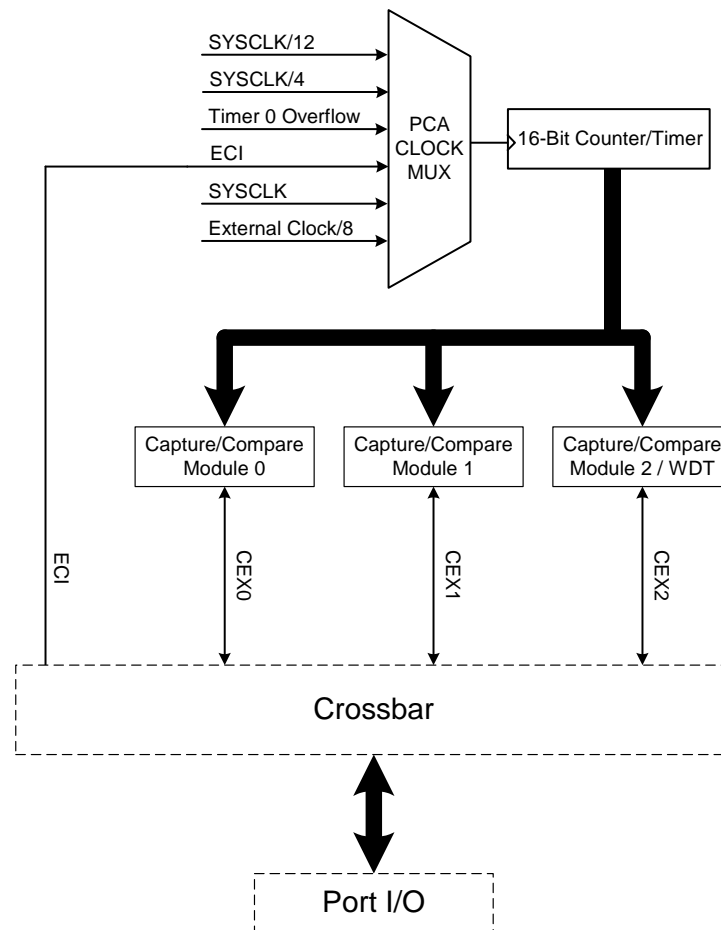 SYSCLK/12
SYSCLK/4
Timer 0 Overflow
ECI
SYSCLK
External Clock/8
PCA
CLOCK
MUX
16-Bit Counter/Timer
Capture/Compare
Module 0
Capture/Compare
Module 1
Capture/Compare
Module 2 / WDT
ECI
CEX0
CEX1
CEX2
Crossbar
Port I/O